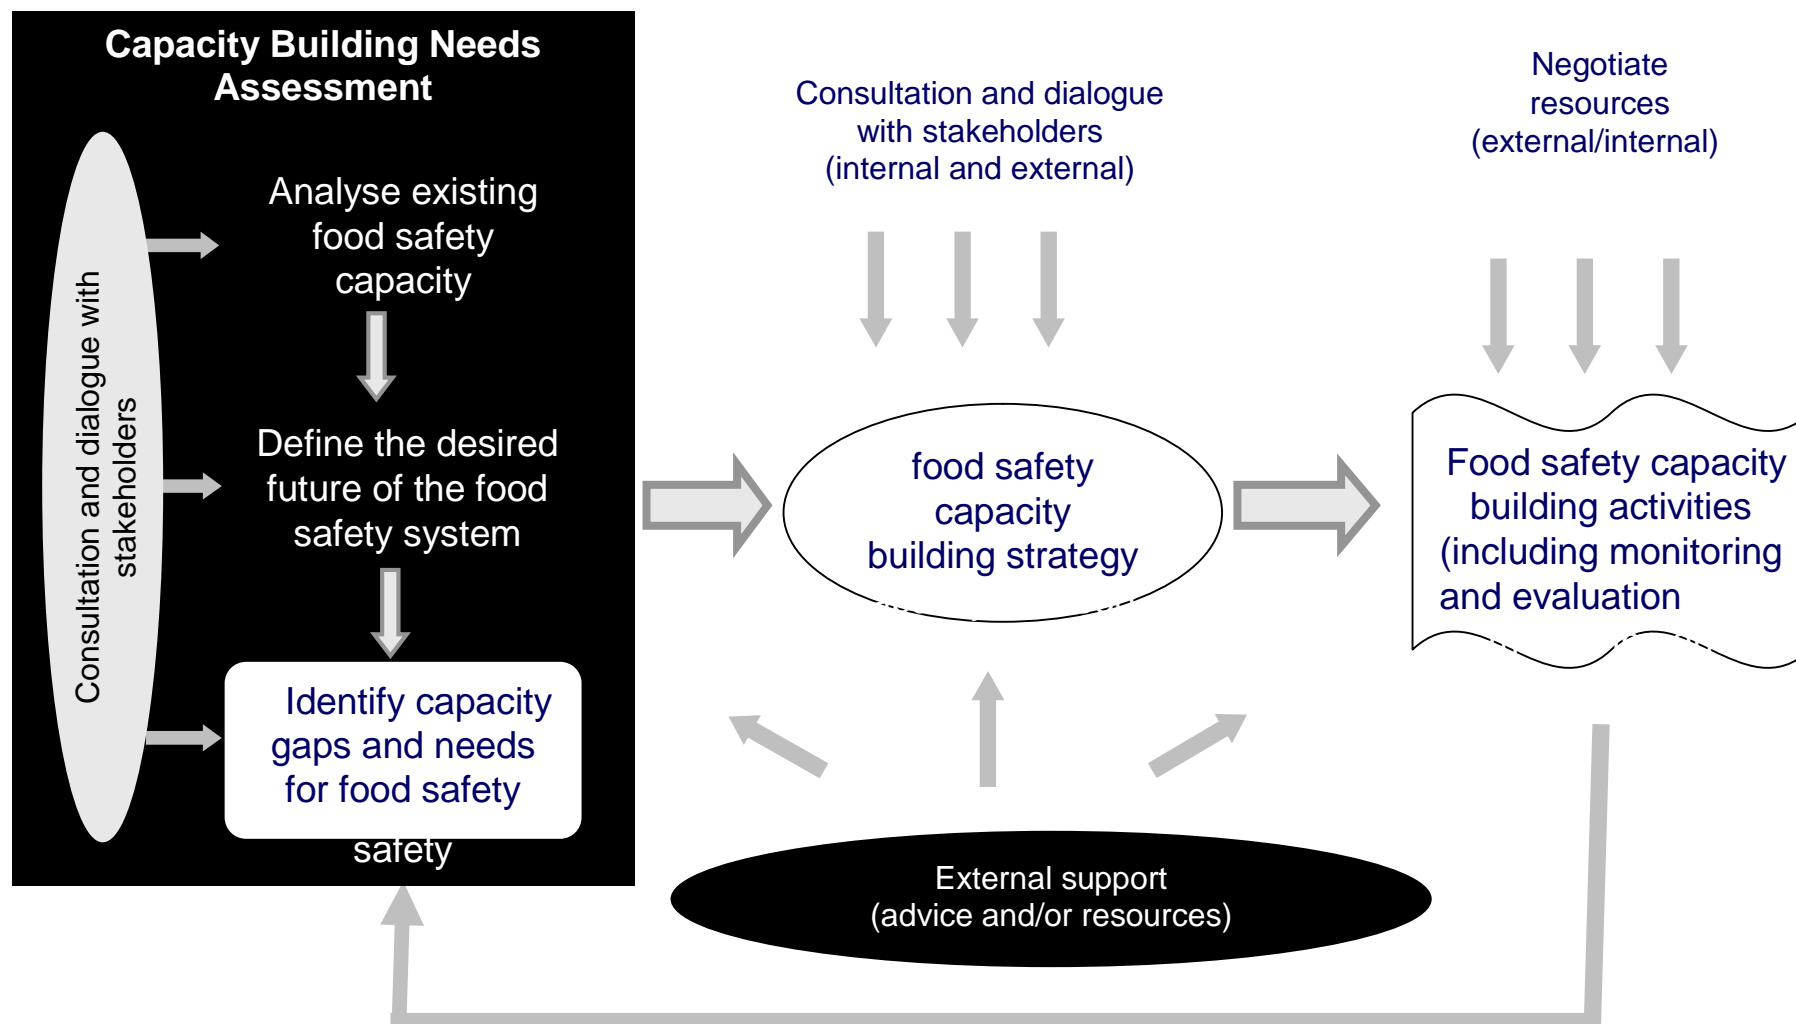 Capacity Building Needs
Assessment
Consultation and dialogue with
stakeholders
Analyse existing
food safety
capacity
Define the desired
future of the food
safety system
Identify capacity
gaps and needs
for food safety
safety
Consultation and dialogue
with stakeholders
(internal and external)
food safety
capacity
building strategy
Negotiate
resources
(external/internal)
Food safety capacity
building activities
(including monitoring
and evaluation
External support
(advice and/or resources)